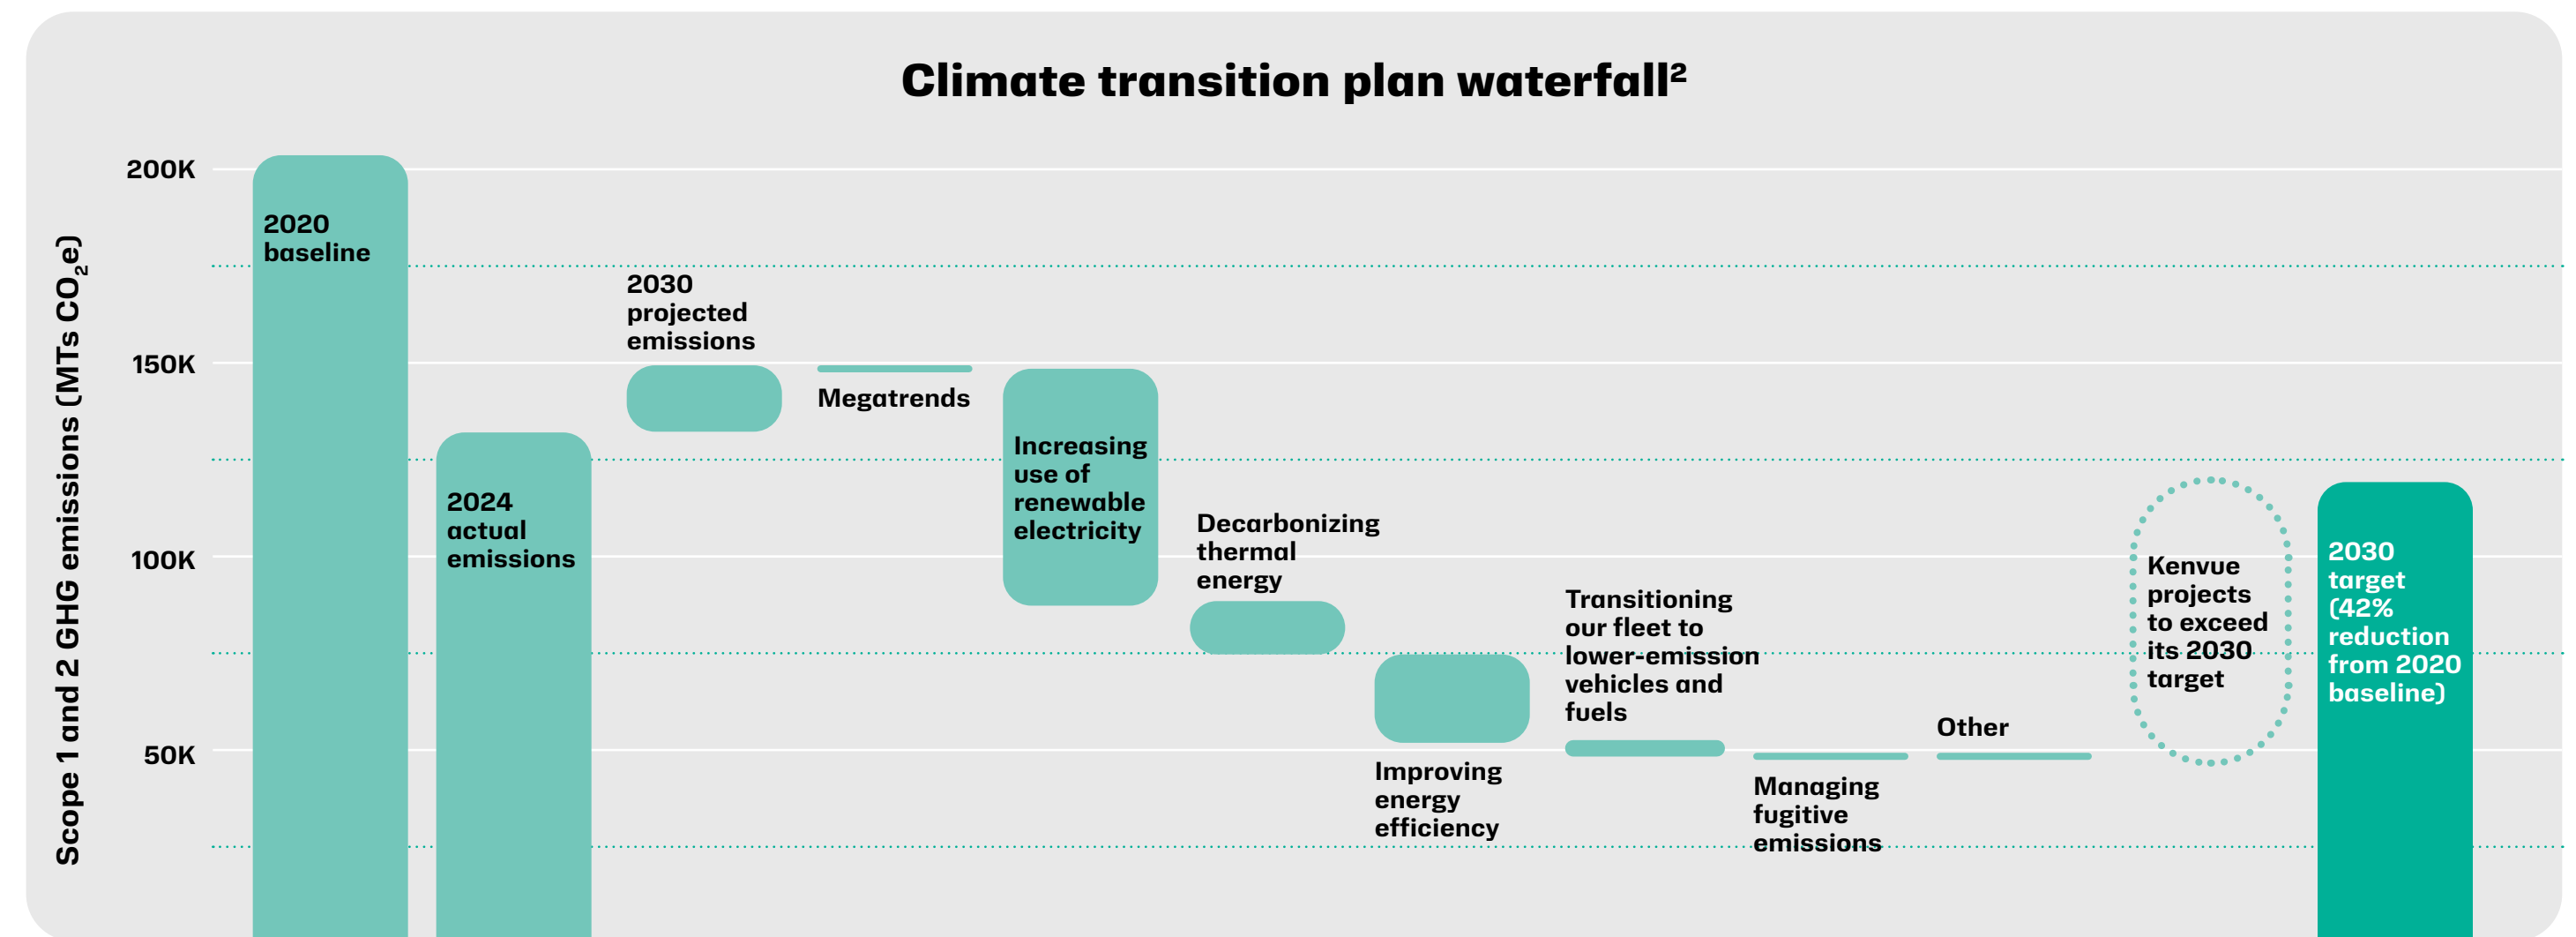 Climate transition plan waterfall²
Scope 1 and 2 GHG emissions (MTs CO₂e)
200K
150K
100K
50K
2020
baseline
2024
actual
emissions
2030
projected
emissions
Megatrends
Increasing
use of
renewable
electricity
Decarbonizing
thermal
energy
Improving
energy
efficiency
Transitioning
our fleet to
lower-emission
vehicles and
fuels
Managing
fugitive
emissions
Other
Kenvue
projects
to exceed
its 2030
target
2030
target
(42%
reduction
from 2020
baseline)